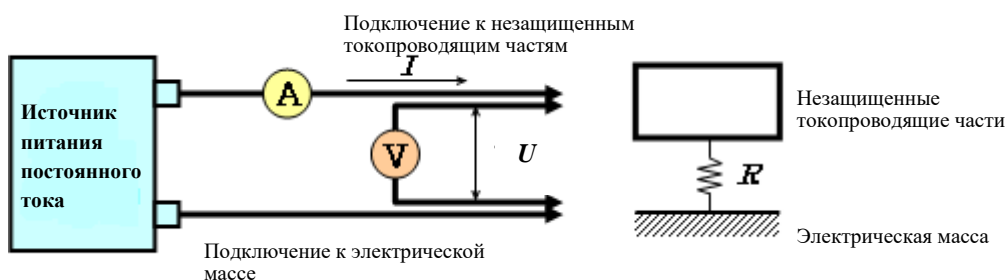 Подключение к незащищенным
токопроводящим частям
I
A
Источник
питания
постоянного
тока
V
U
Незащищенные
токопроводящие части
R
Подключение к электрической
массе
Электрическая масса